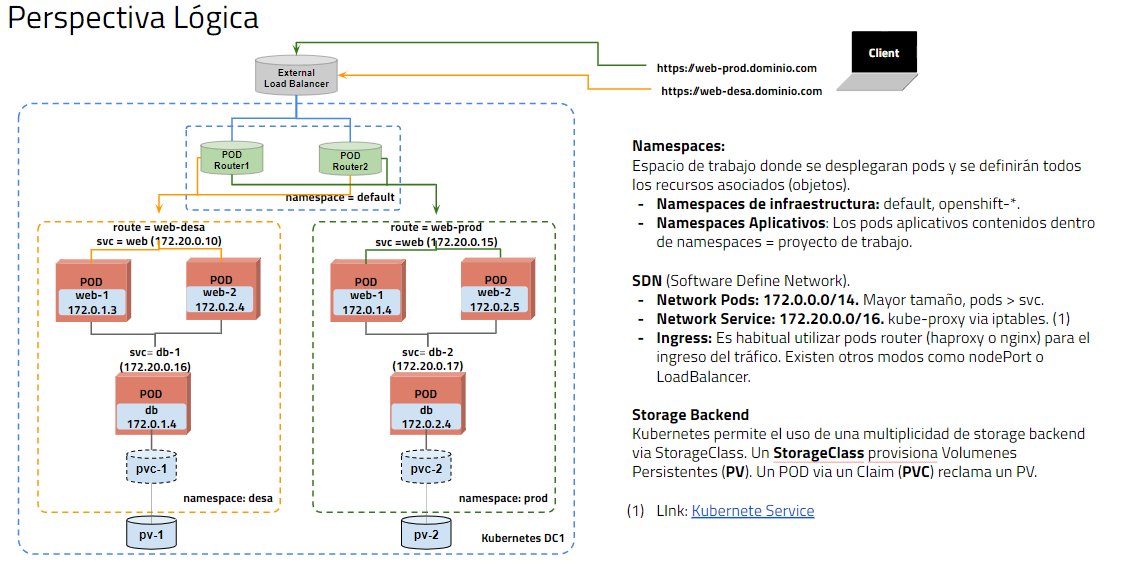 Perspectiva Lógica
External
Load Balancer
https://web-prod.dominio.com
https://web-desa.dominio.com
Client
POD
Router1
POD
Router2
namespace = default
route = web-desa
svc = web (172.20.0.10)
POD
web-1
172.0.1.3
POD
web-2
172.0.2.4
svc= db-1
(172.20.0.16)
POD
db
172.0.1.4
pvc-1
namespace: desa
pv-1
route = web-prod
svc =web (172.20.0.15)
POD
web-1
172.0.1.4
POD
web-2
172.0.2.5
svc= db-2
(172.20.0.17)
POD
db
172.0.2.4
pvc-2
namespace: prod
pv-2
Kubernetes DC1
Namespaces:
Espacio de trabajo donde se desplegaran pods y se definirán todos
los recursos asociados (objetos).
- Namespaces de infraestructura: default, openshift-*.
- Namespaces Aplicativos: Los pods aplicativos contenidos dentro
de namespaces = proyecto de trabajo.
SDN (Software Define Network).
- Network Pods: 172.0.0.0/14. Mayor tamaño, pods > svc.
- Network Service: 172.20.0.0/16. kube-proxy via iptables. (1)
- Ingress: Es habitual utilizar pods router (haproxy o nginx) para el
ingreso del tráfico. Existen otros modos como nodePort o
LoadBalancer.
Storage Backend
Kubernetes permite el uso de una multiplicidad de storage backend
via StorageClass. Un StorageClass provisiona Volumenes
Persistentes (PV). Un POD via un Claim (PVC) reclama un PV.
(1) LInk: Kubernete Service